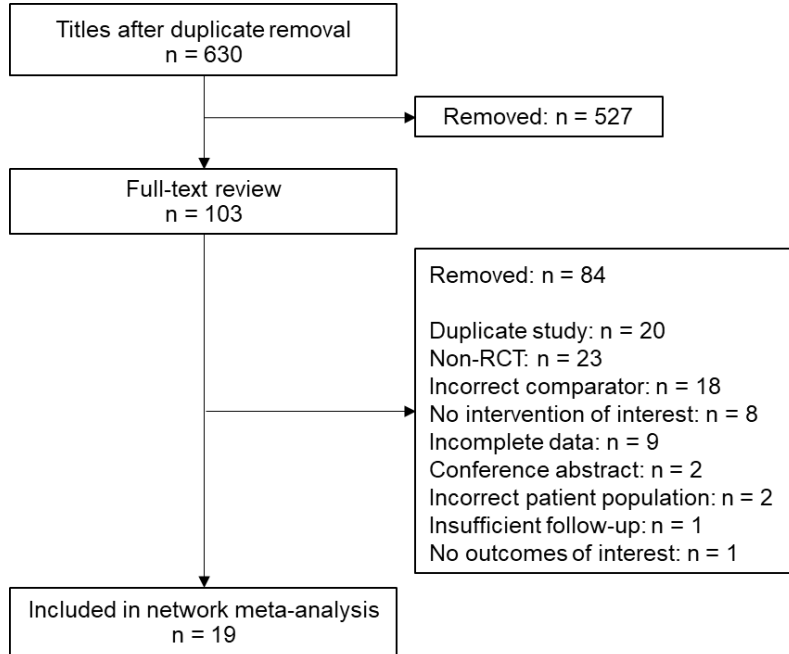 Titles after duplicate removal
n = 630
Removed: n = 527
Full-text review
n = 103
Removed: n = 84
Duplicate study: n = 20
Non-RCT: n = 23
Incorrect comparator: n = 18
No intervention of interest: n = 8
Incomplete data: n = 9
Conference abstract: n = 2
Incorrect patient population: n = 2
Insufficient follow-up: n = 1
No outcomes of interest: n = 1
Included in network meta-analysis
n = 19